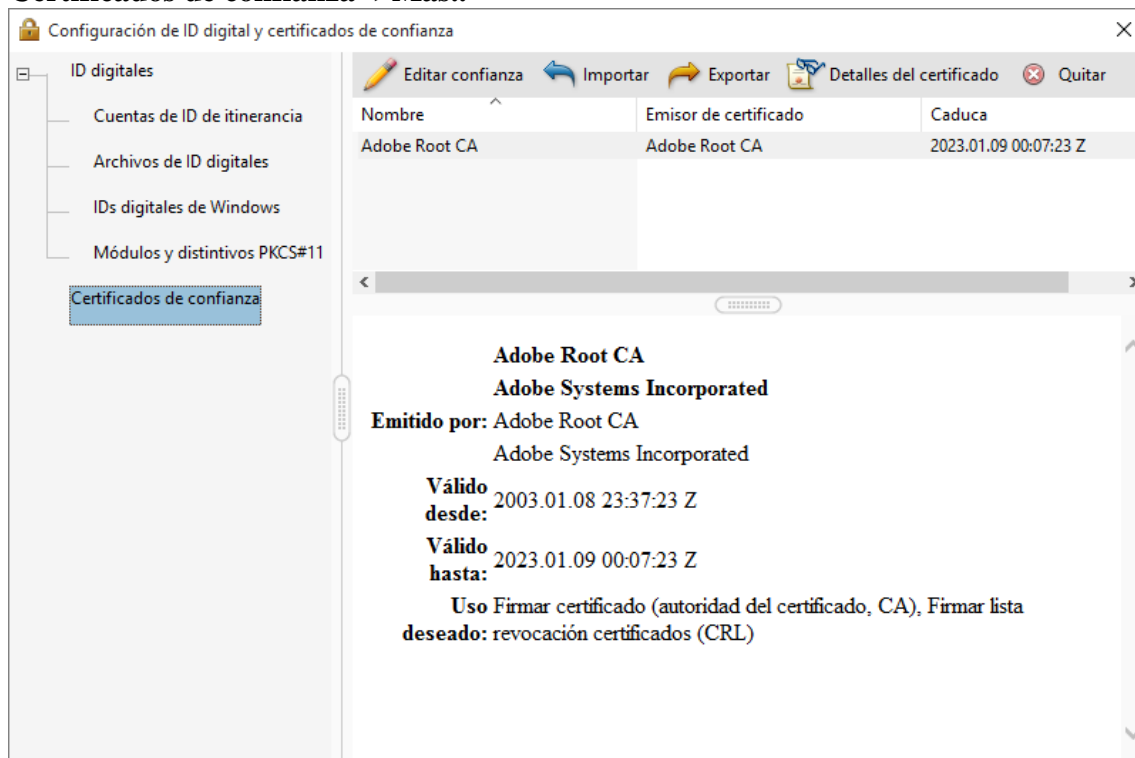 Configuración de ID digital y certificados de confianza
ID digitales
Cuentas de ID de itinerancia
Archivos de ID digitales
IDs digitales de Windows
Módulos y distintivos PKCS#11
Certificados de confianza
Editar confianza Importar Exportar Detalles del certificado Quitar
Nombre Emisor de certificado Caduca
Adobe Root CA Adobe Root CA 2023.01.09 00:07:23 Z
Adobe Root CA
Adobe Systems Incorporated
Emitido por: Adobe Root CA
Adobe Systems Incorporated
Válido
desde: 2003.01.08 23:37:23 Z
Válido
hasta: 2023.01.09 00:07:23 Z
Uso Firmar certificado (autoridad del certificado, CA), Firmar lista
deseado: revocación certificados (CRL)